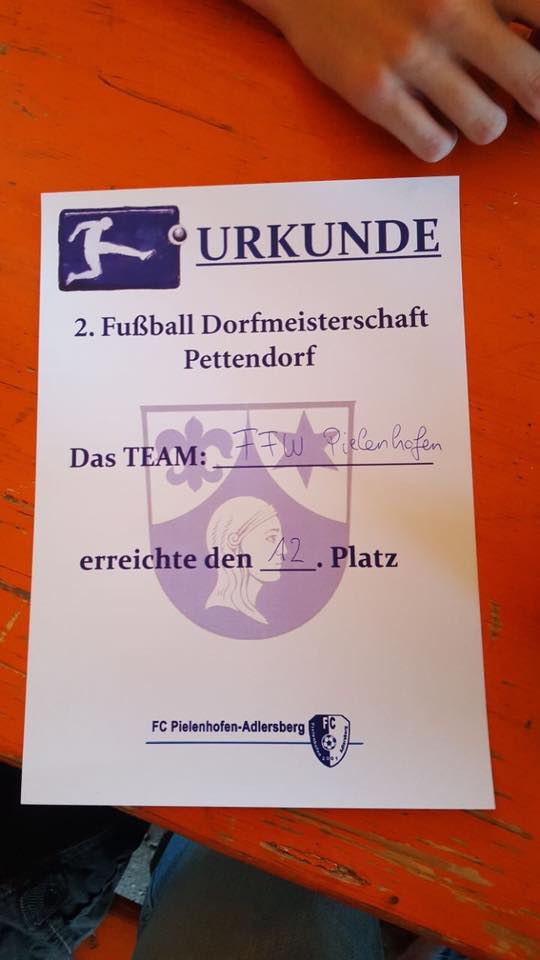 URKUNDE
2. Fußball Dorfmeisterschaft
Pettendorf
Das TEAM: FFW Pielenhofen
erreichte den 12. Platz
FC Pielenhofen-Adlersberg
FC